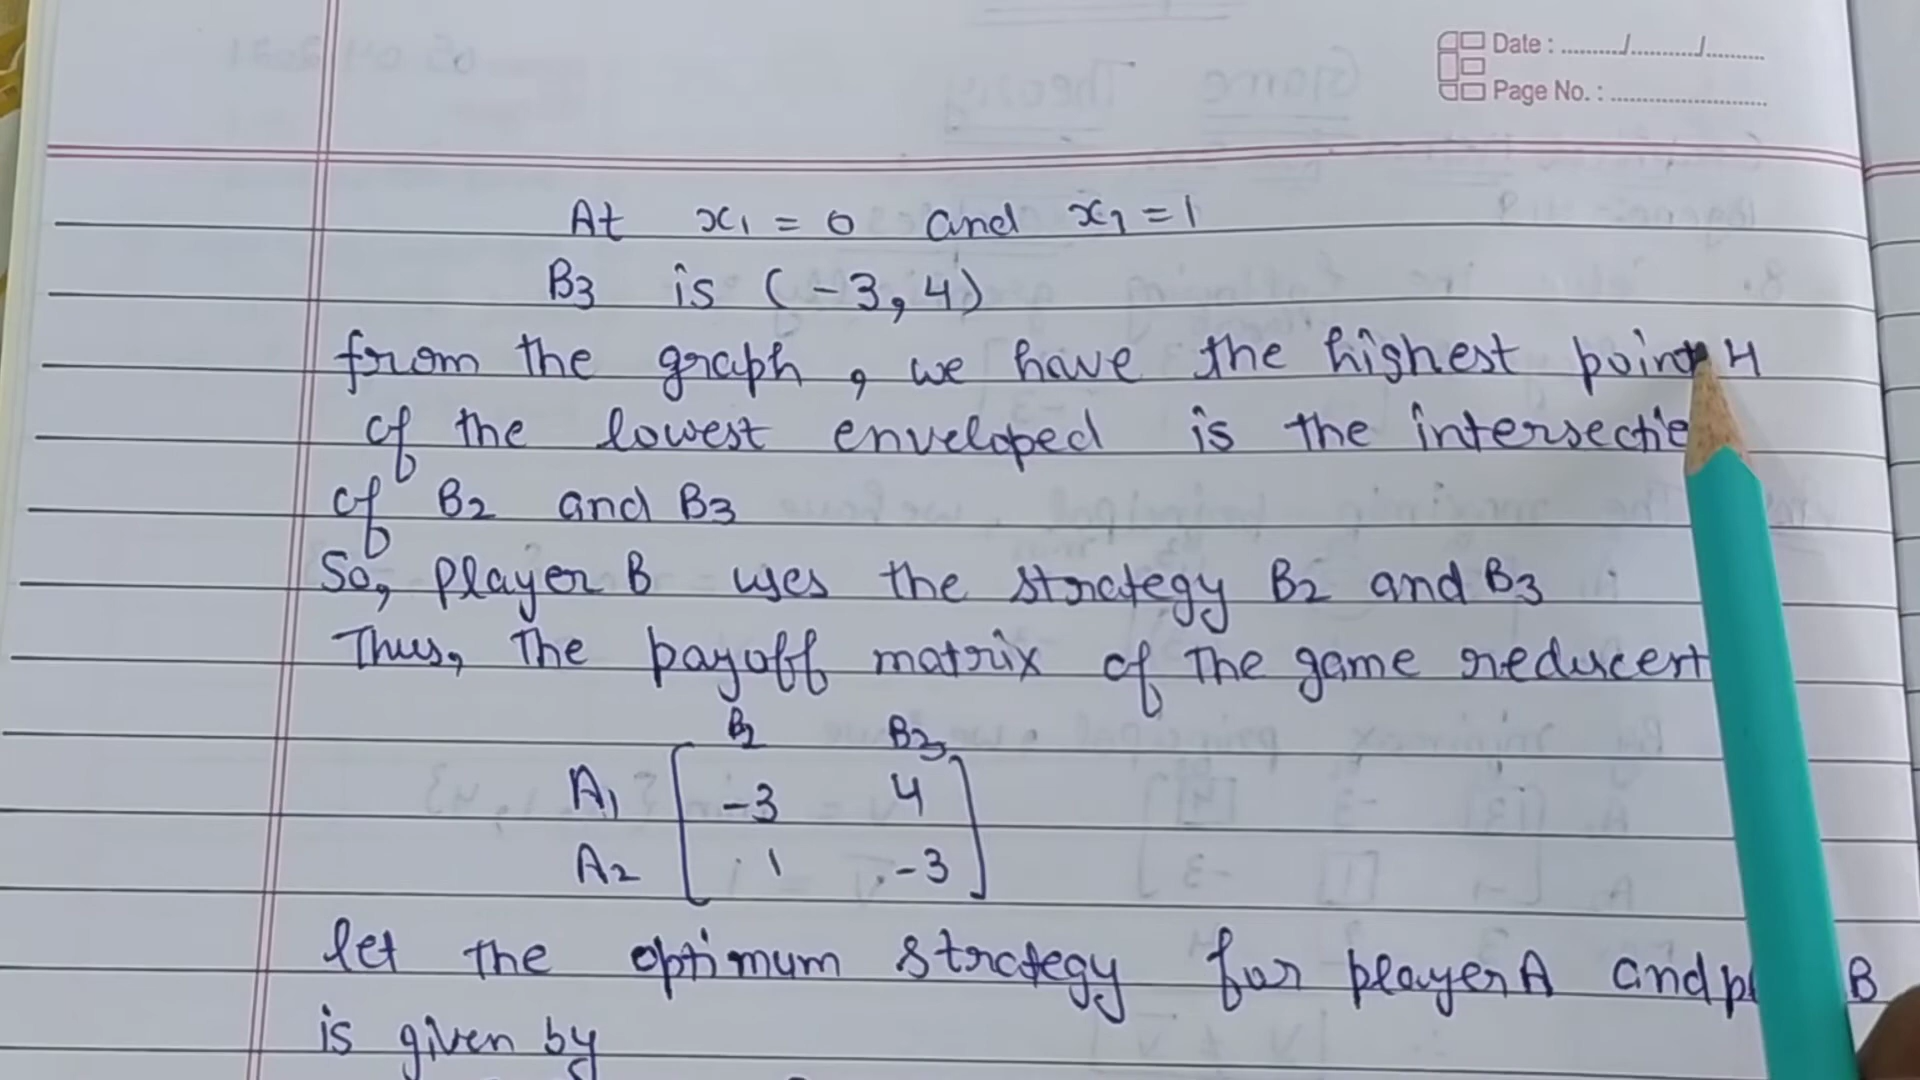 Date : ........../.........../..........
Page No. : ..............................
At x1 = 0 and x1 = 1
B3 is (-3, 4)
from the graph, we have the highest point H
of the lowest enveloped is the
of B2 and B3
So, player B uses the strategy B2 and B3
Thus, The payoff matrix of The game
B2 B3
A1 -3 4
A2 1 -3
let the optimum strategy for player A and B
is given by